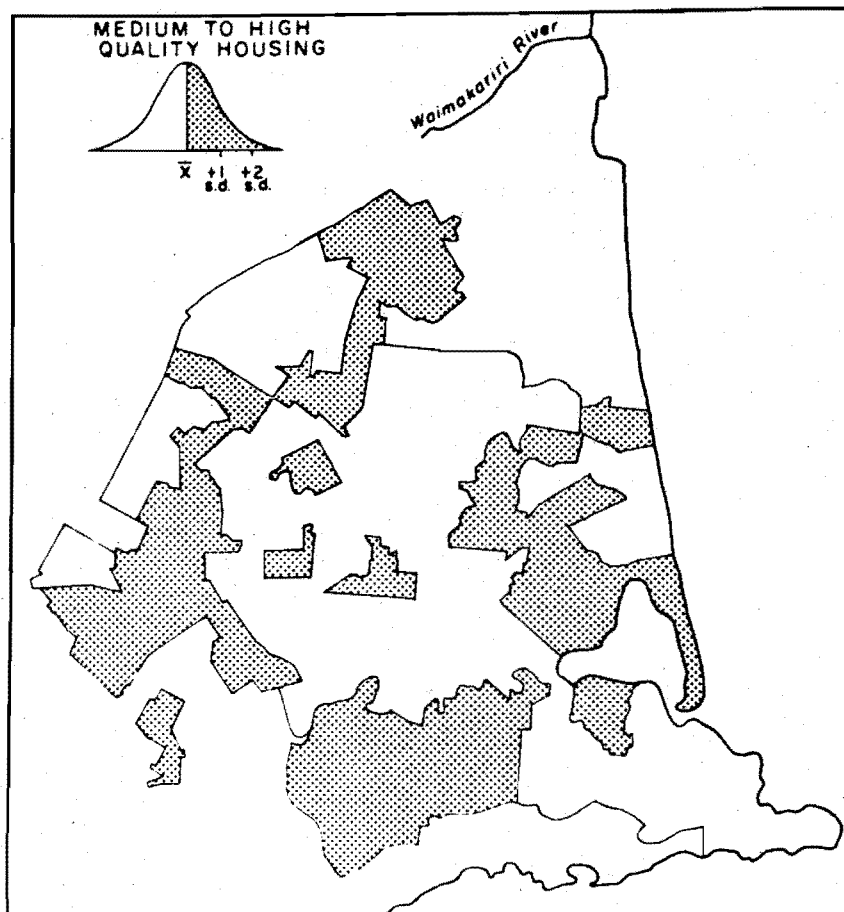 MEDIUM TO HIGH
QUALITY HOUSING
X̄ +1 +2
s.d. s.d.
Waimakariri River